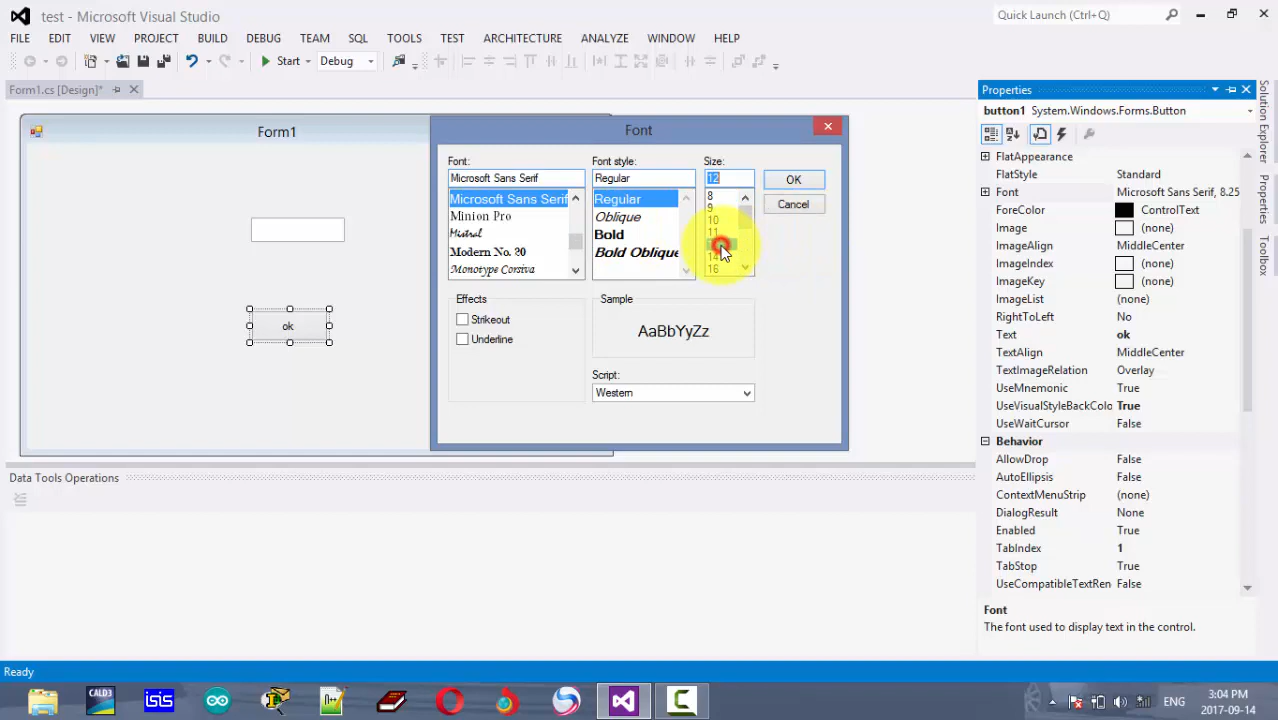 test - Microsoft Visual Studio
Quick Launch (Ctrl+Q)
FILE EDIT VIEW PROJECT BUILD DEBUG TEAM SQL TOOLS TEST ARCHITECTURE ANALYZE WINDOW HELP
Start Debug
Form1.cs [Design]*
Form1
ok
Font
Font: Font style: Size:
Microsoft Sans Serif Regular 12
Microsoft Sans Serif Regular 8
Minion Pro Oblique 9
Mistral Bold 10
Modern No. 20 Bold Oblique 11
Monotype Corsiva 14
16
OK
Cancel
Effects
Strikeout
Underline
Sample
AaBbYyZz
Script:
Western
Properties
button1 System.Windows.Forms.Button
FlatAppearance
FlatStyle Standard
Font Microsoft Sans Serif, 8.25
ForeColor ControlText
Image (none)
ImageAlign MiddleCenter
ImageIndex (none)
ImageKey (none)
ImageList (none)
RightToLeft No
Text ok
TextAlign MiddleCenter
TextImageRelation Overlay
UseMnemonic True
UseVisualStyleBackColo True
UseWaitCursor False
Behavior
AllowDrop False
AutoEllipsis False
ContextMenuStrip (none)
DialogResult None
Enabled True
TabIndex 1
TabStop True
UseCompatibleTextRen False
Font
The font used to display text in the control.
Solution Explorer
Properties
Toolbox
Data Tools Operations
Ready
CALD3
isis
ENG
3:04 PM
2017-09-14